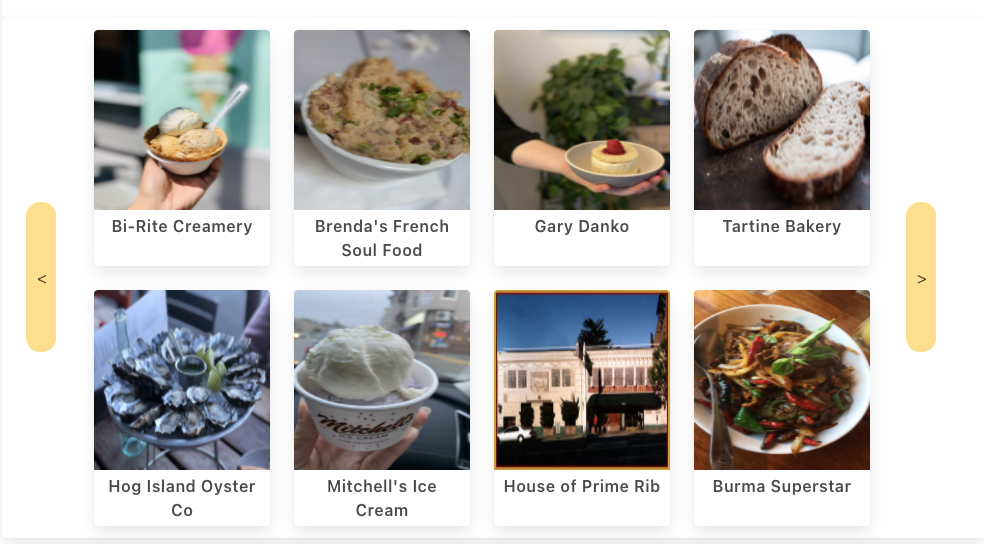 Bi-Rite Creamery
Brenda's French
Soul Food
Gary Danko
Tartine Bakery
<
>
Mitchell's
ICE CREAM
Hog Island Oyster
Co
Mitchell's Ice
Cream
House of Prime Rib
Burma Superstar